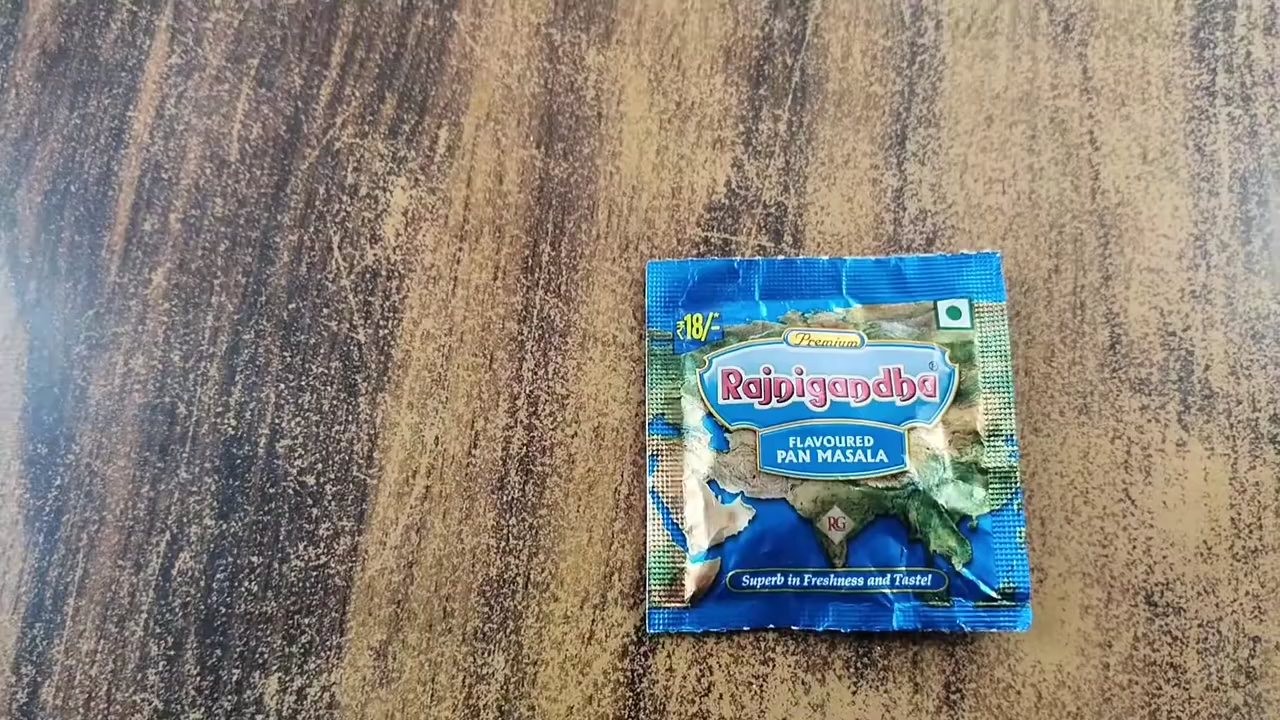 ₹18/-*
Premium
Rajnigandha®
FLAVOURED
PAN MASALA
RG
Superb in Freshness and Taste!